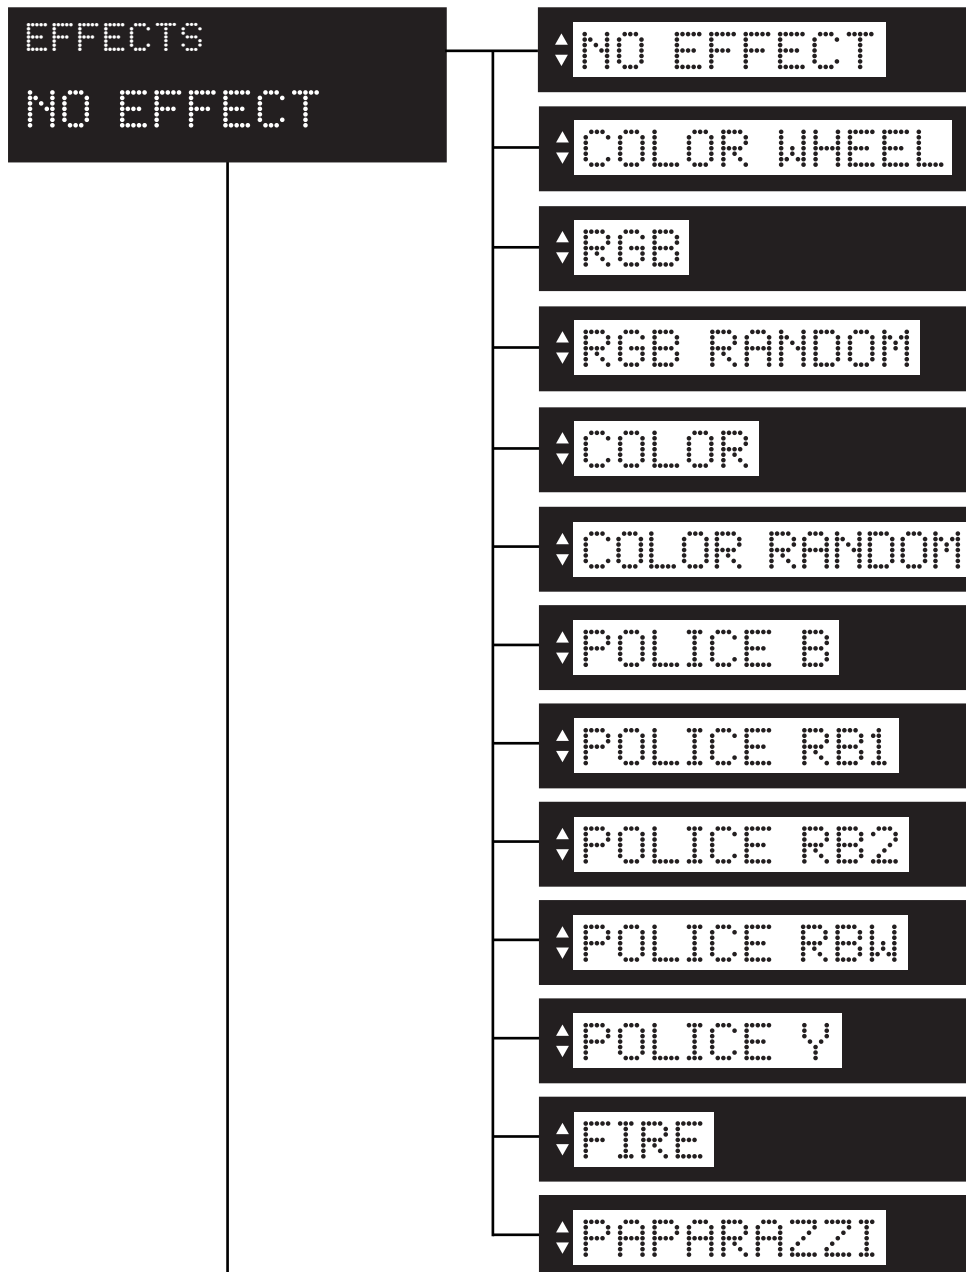 EFFECTS
NO EFFECT
NO EFFECT
COLOR WHEEL
RGB
RGB RANDOM
COLOR
COLOR RANDOM
POLICE B
POLICE RB1
POLICE RB2
POLICE RBW
POLICE Y
FIRE
PAPARAZZI